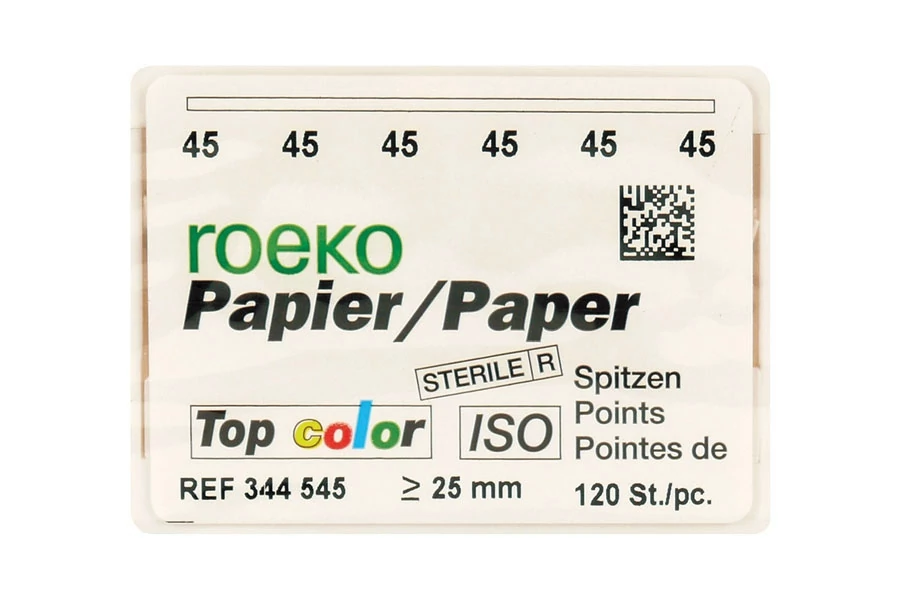 45 45 45 45 45 45
roeko
Papier/Paper
STERILE R
Spitzen
Points
Pointes de
Top color
ISO
REF 344 545
≥ 25 mm
120 St./pc.